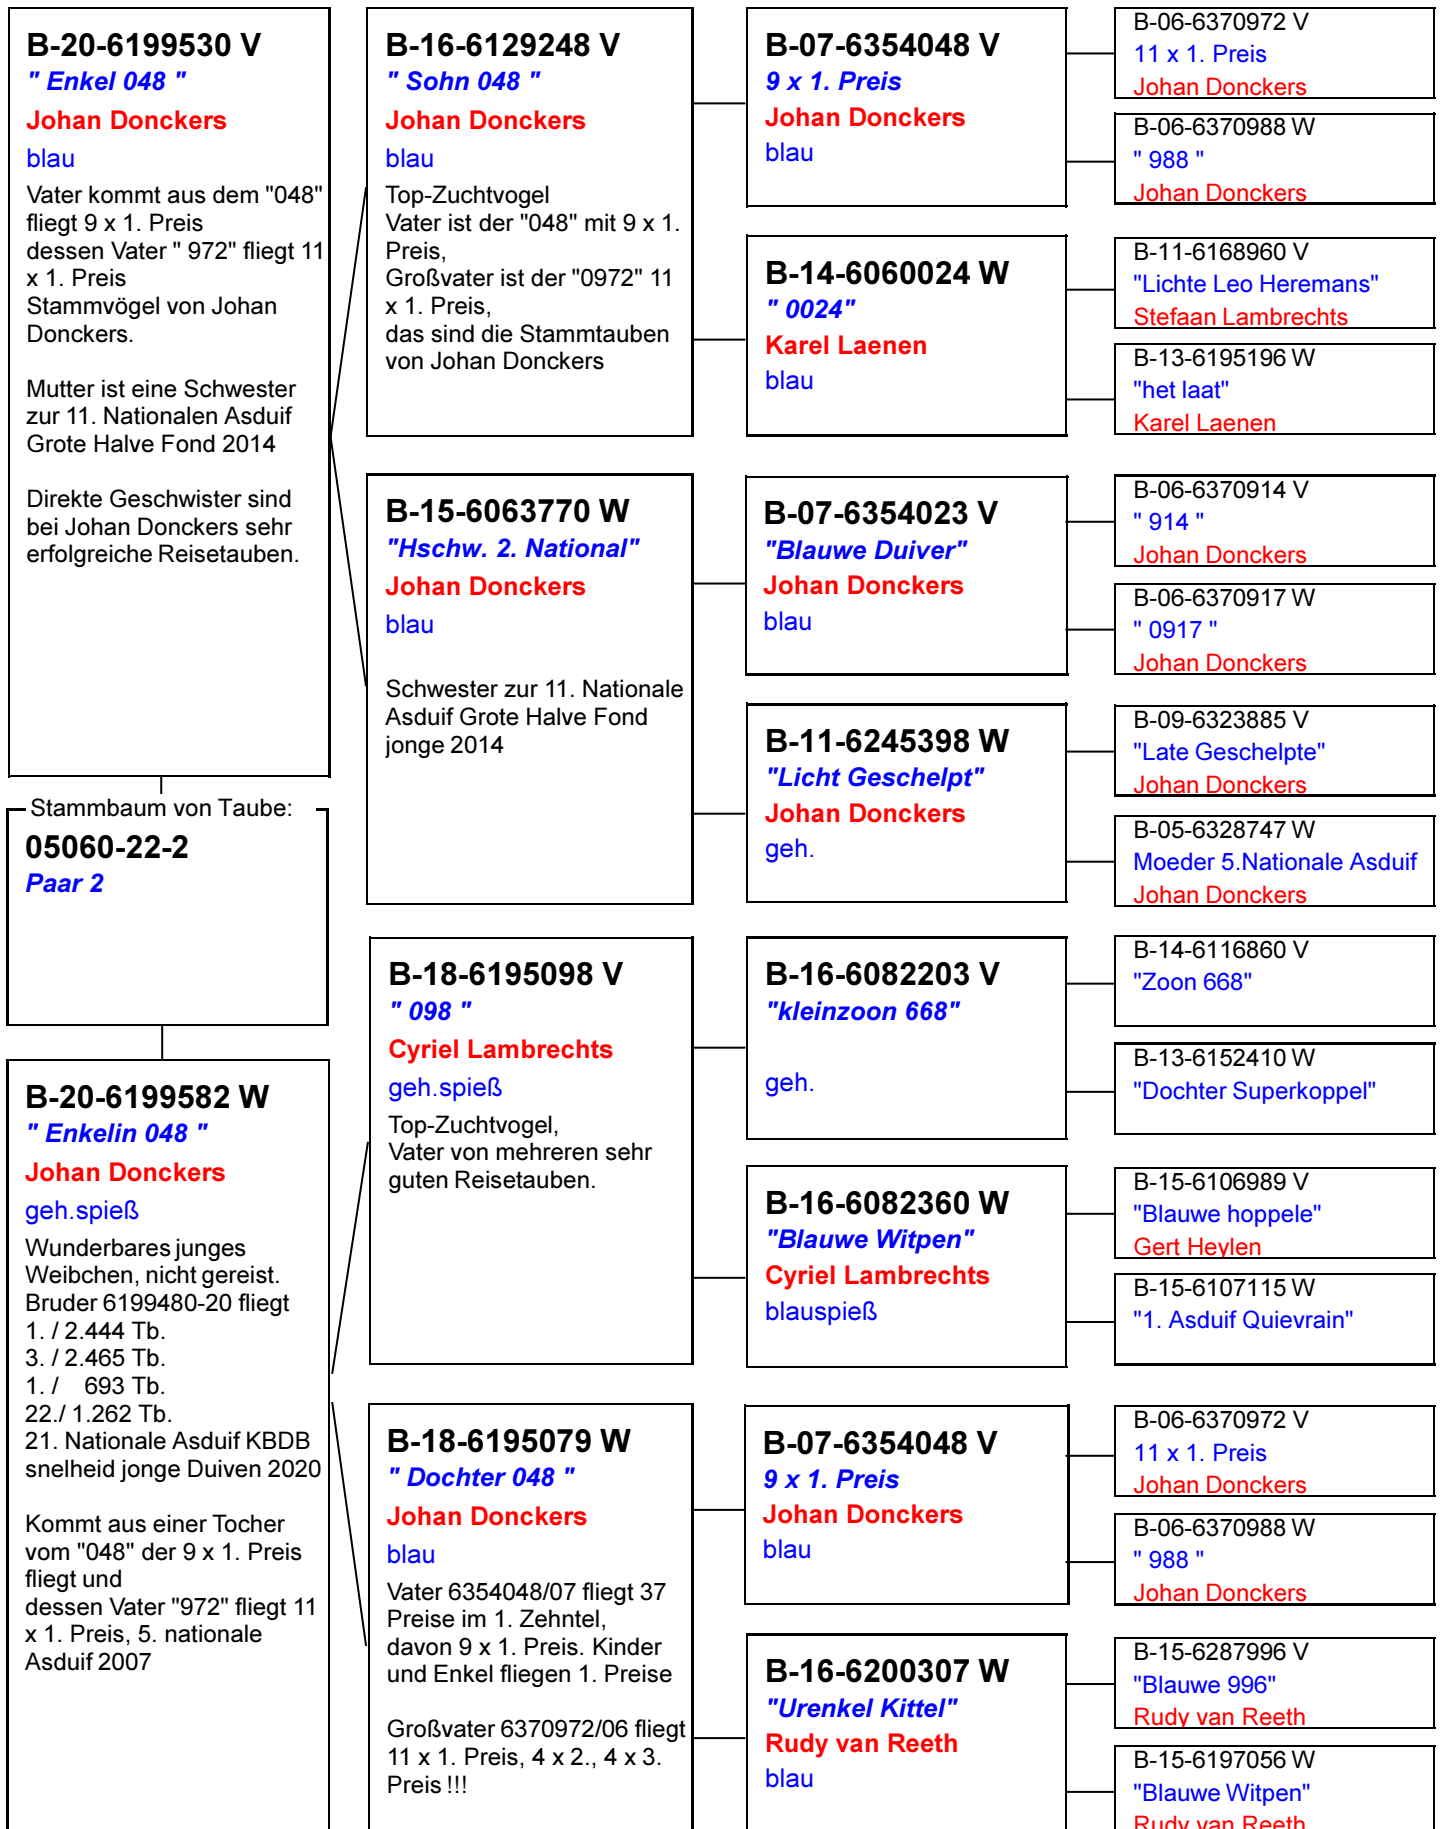 B-20-6199530 V
" Enkel 048 "
Johan Donckers
blau
Vater kommt aus dem "048"
fliegt 9 x 1. Preis
dessen Vater " 972" fliegt 11
x 1. Preis
Stammvögel von Johan
Donckers.
Mutter ist eine Schwester
zur 11. Nationalen Asduif
Grote Halve Fond 2014
Direkte Geschwister sind
bei Johan Donckers sehr
erfolgreiche Reisetauben.
Stammbaum von Taube:
05060-22-2
Paar 2
B-20-6199582 W
" Enkelin 048 "
Johan Donckers
geh.spieß
Wunderbares junges
Weibchen, nicht gereist.
Bruder 6199480-20 fliegt
1. / 2.444 Tb.
3. / 2.465 Tb.
1. / 693 Tb.
22./ 1.262 Tb.
21. Nationale Asduif KBDB
snelheid jonge Duiven 2020
Kommt aus einer Tocher
vom "048" der 9 x 1. Preis
fliegt und
dessen Vater "972" fliegt 11
x 1. Preis, 5. nationale
Asduif 2007
B-16-6129248 V
" Sohn 048 "
Johan Donckers
blau
Top-Zuchtvogel
Vater ist der "048" mit 9 x 1.
Preis,
Großvater ist der "0972" 11
x 1. Preis,
das sind die Stammtauben
von Johan Donckers
B-15-6063770 W
"Hschw. 2. National"
Johan Donckers
blau
Schwester zur 11. Nationale
Asduif Grote Halve Fond
jonge 2014
B-18-6195098 V
" 098 "
Cyriel Lambrechts
geh.spieß
Top-Zuchtvogel,
Vater von mehreren sehr
guten Reisetauben.
B-18-6195079 W
" Dochter 048 "
Johan Donckers
blau
Vater 6354048/07 fliegt 37
Preise im 1. Zehntel,
davon 9 x 1. Preis. Kinder
und Enkel fliegen 1. Preise
Großvater 6370972/06 fliegt
11 x 1. Preis, 4 x 2., 4 x 3.
Preis !!!
B-07-6354048 V
9 x 1. Preis
Johan Donckers
blau
B-14-6060024 W
" 0024"
Karel Laenen
blau
B-07-6354023 V
"Blauwe Duiver"
Johan Donckers
blau
B-11-6245398 W
"Licht Geschelpt"
Johan Donckers
geh.
B-16-6082203 V
"kleinzoon 668"
geh.
B-16-6082360 W
"Blauwe Witpen"
Cyriel Lambrechts
blauspieß
B-07-6354048 V
9 x 1. Preis
Johan Donckers
blau
B-16-6200307 W
"Urenkel Kittel"
Rudy van Reeth
blau
B-06-6370972 V
11 x 1. Preis
Johan Donckers
B-06-6370988 W
" 988 "
Johan Donckers
B-11-6168960 V
"Lichte Leo Heremans"
Stefaan Lambrechts
B-13-6195196 W
"het laat"
Karel Laenen
B-06-6370914 V
" 914 "
Johan Donckers
B-06-6370917 W
" 0917 "
Johan Donckers
B-09-6323885 V
"Late Geschelpte"
Johan Donckers
B-05-6328747 W
Moeder 5.Nationale Asduif
Johan Donckers
B-14-6116860 V
"Zoon 668"
B-13-6152410 W
"Dochter Superkoppel"
B-15-6106989 V
"Blauwe hoppele"
Gert Heylen
B-15-6107115 W
"1. Asduif Quievrain"
B-06-6370972 V
11 x 1. Preis
Johan Donckers
B-06-6370988 W
" 988 "
Johan Donckers
B-15-6287996 V
"Blauwe 996"
Rudy van Reeth
B-15-6197056 W
"Blauwe Witpen"
Rudy van Reeth